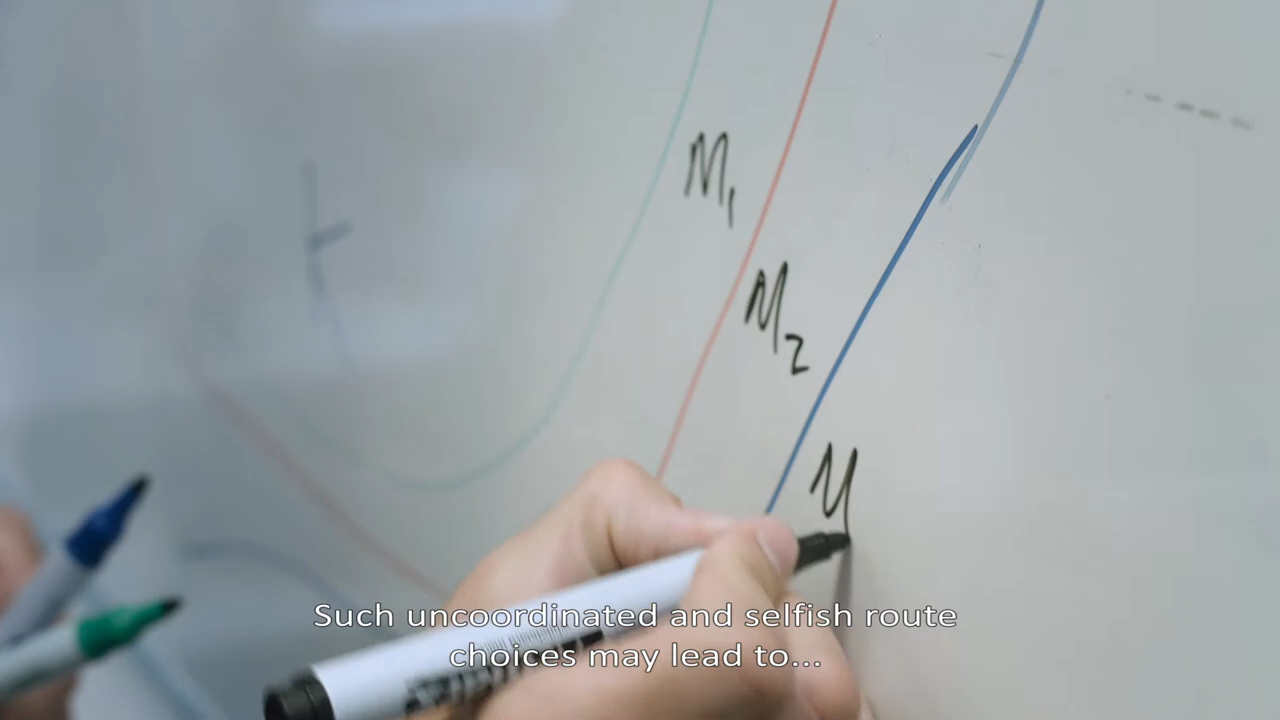 M1
M2
M
Such uncoordinated and selfish route
choices may lead to...